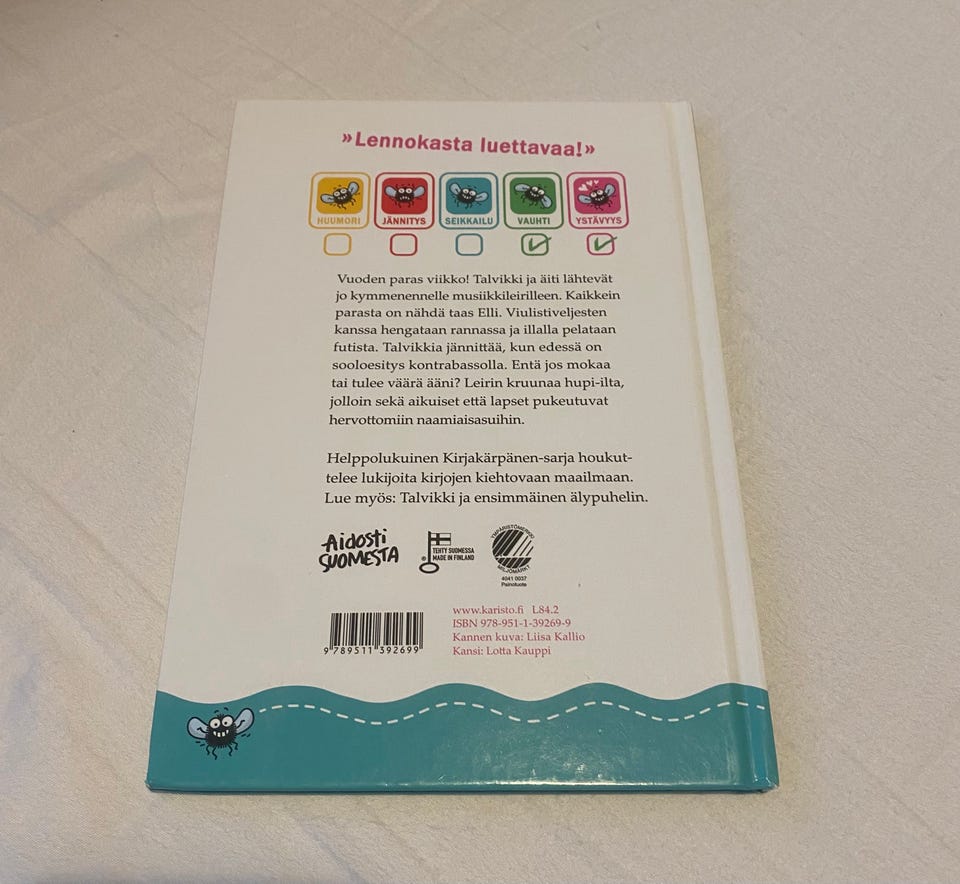 »Lennokasta luettavaa!»
HUUMORI JÄNNITYS SEIKKAILU VAUHTI YSTÄVYYS
Vuoden paras viikko! Talvikki ja äiti lähtevät
jo kymmenennelle musiikkileirilleen. Kaikkein
parasta on nähdä taas Elli. Viulistiveljesten
kanssa hengataan rannassa ja illalla pelataan
futista. Talvikkia jännittää, kun edessä on
sooloesitys kontrabassolla. Entä jos mokaa
tai tulee väärä ääni? Leirin kruunaa hupi-ilta,
jolloin sekä aikuiset että lapset pukeutuvat
hervottomiin naamiaisasuihin.
Helppolukuinen Kirjakärpänen-sarja houkut-
telee lukijoita kirjojen kiehtovaan maailmaan.
Lue myös: Talvikki ja ensimmäinen älypuhelin.
Aidosti
SUOMESTA
® TEHTY SUOMESSA
MADE IN FINLAND
YMPÄRISTÖMERKKI
MILJÖMÄRKT
4041 0037
Painotuote
www.karisto.fi L84.2
ISBN 978-951-1-39269-9
Kannen kuva: Liisa Kallio
Kansi: Lotta Kauppi
9 789511 392699